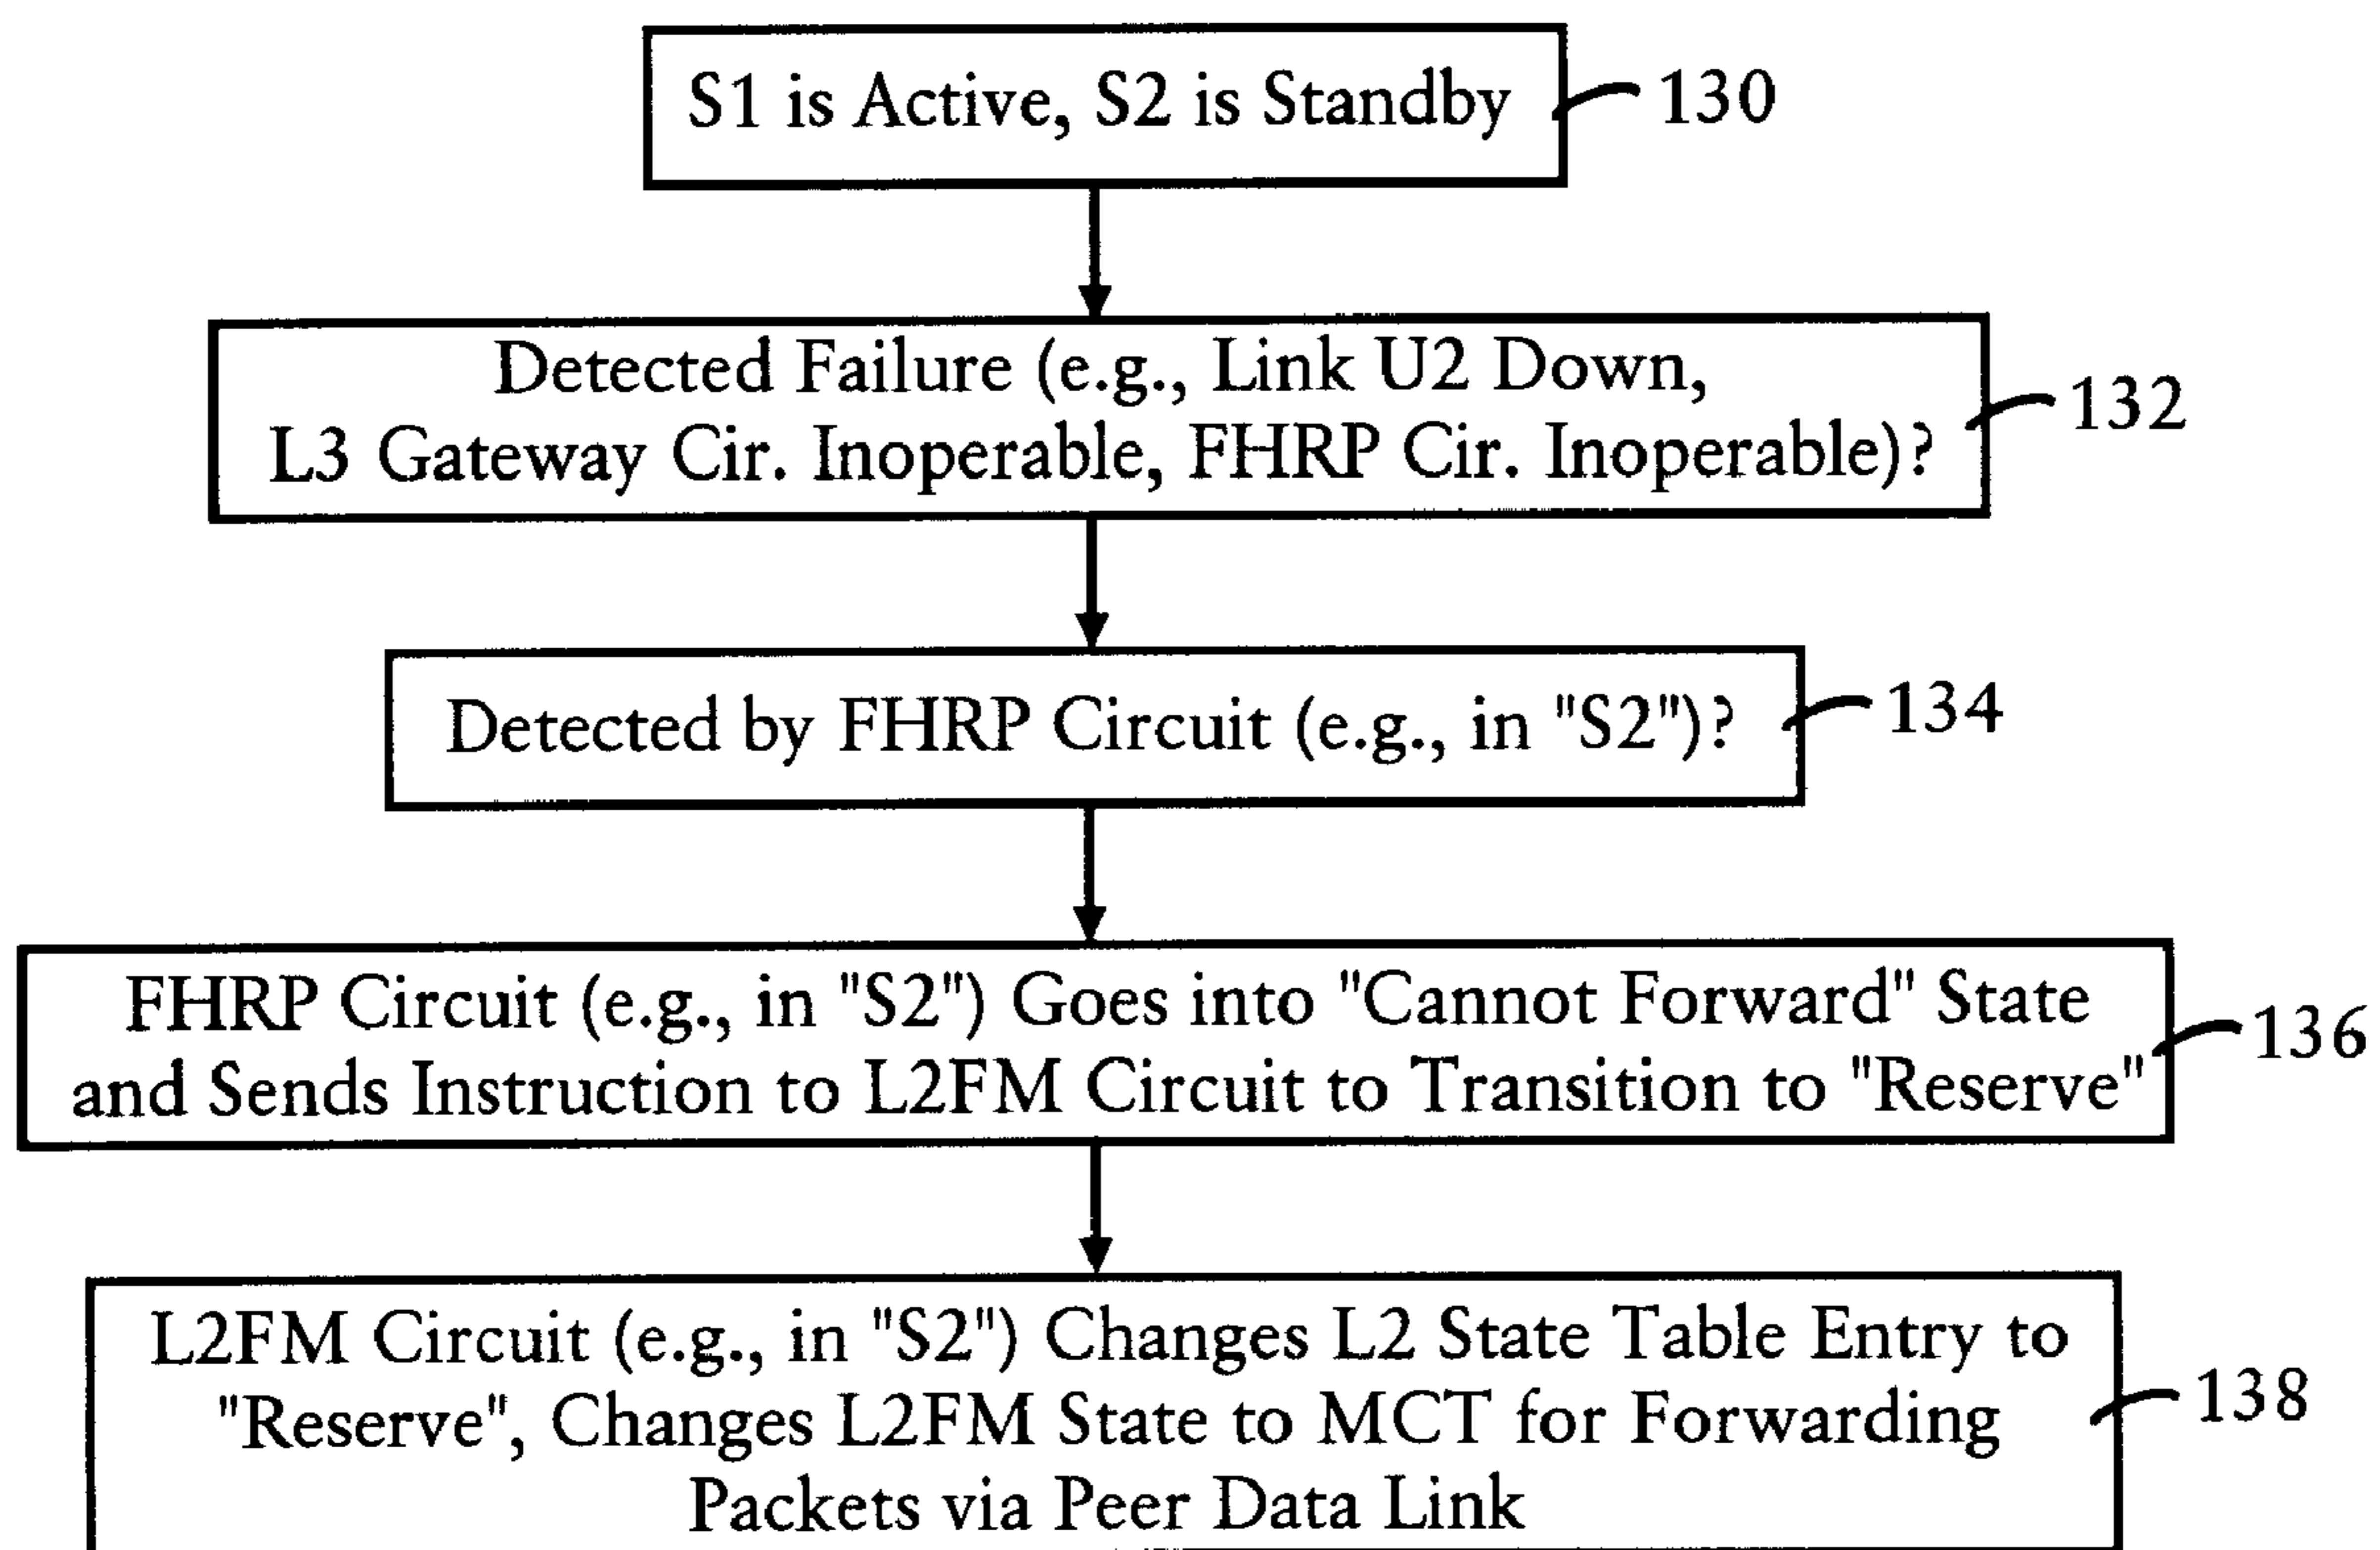 S1 is Active, S2 is Standby
130
Detected Failure (e.g., Link U2 Down,
L3 Gateway Cir. Inoperable, FHRP Cir. Inoperable)?
132
Detected by FHRP Circuit (e.g., in "S2")?
134
FHRP Circuit (e.g., in "S2") Goes into "Cannot Forward" State
and Sends Instruction to L2FM Circuit to Transition to "Reserve"
136
L2FM Circuit (e.g., in "S2") Changes L2 State Table Entry to
"Reserve", Changes L2FM State to MCT for Forwarding
Packets via Peer Data Link
138